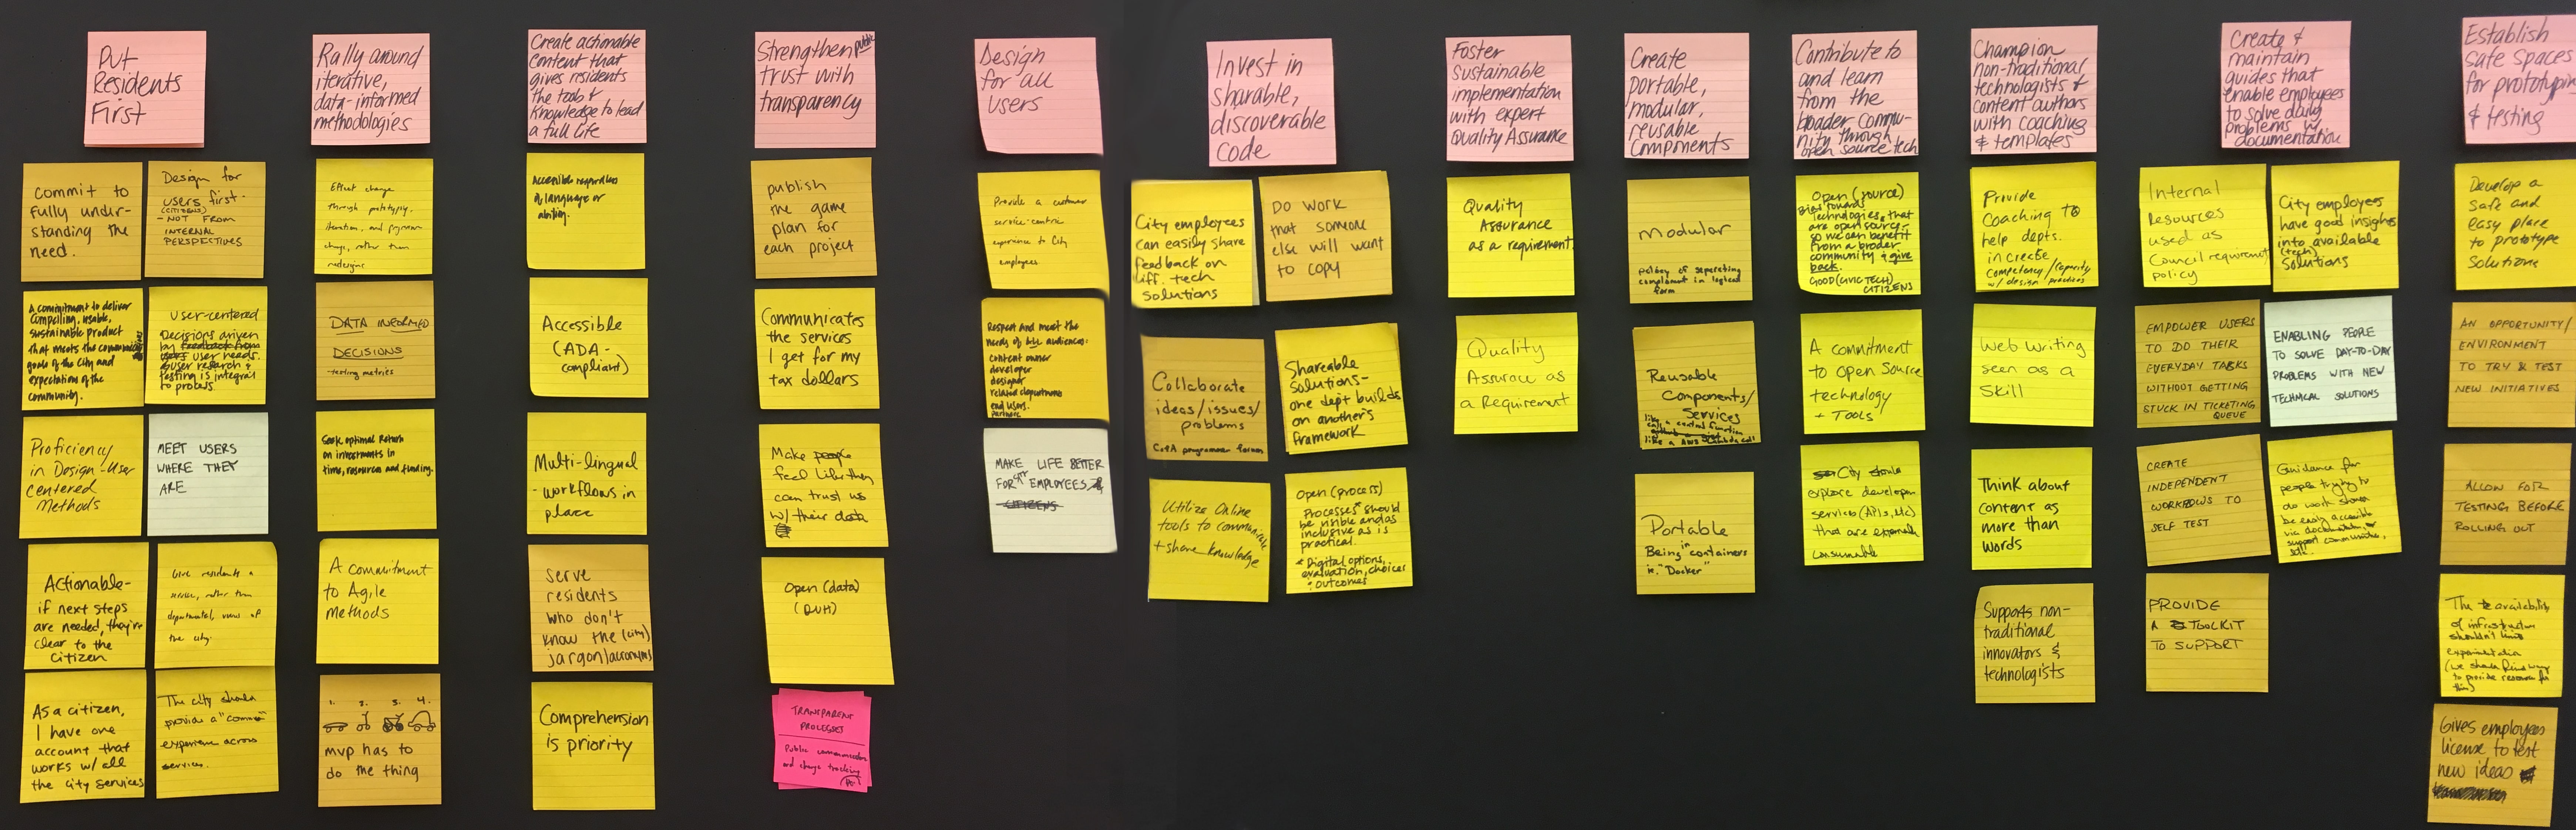 Put
Residents
First
Commit to
fully under-
standing the
need.
Design for
users first-
(CITIZENS)
- NOT FROM
INTERNAL
PERSPECTIVES
A commitment to deliver
compelling, usable,
sustainable product
that meets the
goals of the City and
expectation of the
community.
User-centered
Decisions driven
by
user needs.
user research &
testing is integral
to process.
Proficiency
in Design-User
Centered
Methods
MEET USERS
WHERE THEY
ARE
Actionable-
if next steps
are needed, they're
clear to the
citizen
Give residents a
service, rather than
departmental, view of
the city.
As a citizen,
I have one
account that
works w/ all
the city services
The city should
provide a "common"
experience across
services.
Rally around
iterative,
data-informed
methodologies
Effect change
through prototyping,
iteration, and
change, rather than
redesigns
DATA INFORMED
DECISIONS
- testing metrics
Seek optimal Return
on investments in
time, resources and funding.
A commitment
to Agile
Methods
1. 2. 3. 4.
mvp has to
do the thing
Create actionable
content that
gives residents
the tools &
knowledge to lead
a full life
Accessible regardless
of language or
ability.
Accessible
(ADA-
compliant)
Multi-lingual
- workflows in
place
Serve
residents
who don't
know the (city)
jargon/acronyms
Comprehension
is priority
Strengthen public
trust with
transparency
publish
the game
plan for
each project
Communicates
the services
I get for my
tax dollars
Make people
feel like they
can trust us
w/ their data
Open (data)
(DUH)
TRANSPARENT
PROCESSES
Public
and change tracking
Design
for all
users
Provide a customer
service-centric
experience to City
employees.
Respect and meet the
needs of audiences:
content owner
developer
designer
related departments
end users.
partners
MAKE LIFE BETTER
FOR EMPLOYEES
CITIZENS
Invest in
sharable,
discoverable
code
City employees
can easily share
feedback on
diff. tech
solutions
DO WORK
that someone
else will want
to copy
Collaborate
ideas/issues/
problems
Shareable
Solutions-
one dept builds
on another's
framework
Utilize Online
tools to communicate
+ share knowledge
Open (process)
Processes should
be visible and as
inclusive as is
practical.
* Digital options,
evaluation, choices
outcomes
Foster
sustainable
implementation
with expert
Quality Assurance
Quality
Assurance
as a requirement
Quality
Assurace as
a Requirement
Create
portable,
modular,
reusable
components
Modular
of separating
in logical
form
Reusable
Components/
Services
like
call a central function
like a AWS Lambda call
Portable
Being in containers
ie. "Docker"
Contribute to
and learn
from the
broader commu-
nity through
open source tech
Open (source)
Bias towards
technologies that
are open source
so we can benefit
from a broder
community & give
back.
GOOD (CIVIC TECH)
CITIZENS
A commitment
to Open Source
technology
+ TOOLS
City should
explore developer
services (APIs, etc)
that are externally
consumable
Champion
non-traditional
technologists &
content authors
with coaching
& templates
Provide
Coaching to
help depts.
in create
competency/capacity
w/ design practices
Web writing
seen as a
Skill
Think about
content as
more than
words
Supports non-
traditional
innovators &
technologists
Create &
maintain
guides that
enable employees
to solve daily
problems w/
documentation
Internal
Resources
used as
Council requirement
policy
City employees
have good insights
into available
(tech)
Solutions
EMPOWER USERS
TO DO THEIR
EVERYDAY TASKS
WITHOUT GETTING
STUCK IN TICKETING
QUEUE
ENABLING PEOPLE
TO SOLVE DAY-TO-DAY
PROBLEMS WITH NEW
TECHNICAL SOLUTIONS
CREATE
INDEPENDENT
WORKFLOWS TO
SELF TEST
Guidance for
people trying to
do work should
be easily accessible
via documentation, or
support communities,
etc.
PROVIDE
A TOOLKIT
TO SUPPORT
Establish
safe spaces
for prototyping
& testing
Develop a
Safe and
easy place
to prototype
Solutions
AN OPPORTUNITY/
ENVIRONMENT
TO TRY & TEST
NEW INITIATIVES
ALLOW FOR
TESTING BEFORE
ROLLING OUT
The availability
of infrastructure
shouldn't limit
experimentation
(we should find way
to provide resources for
this)
Gives employees
license to test
new ideas